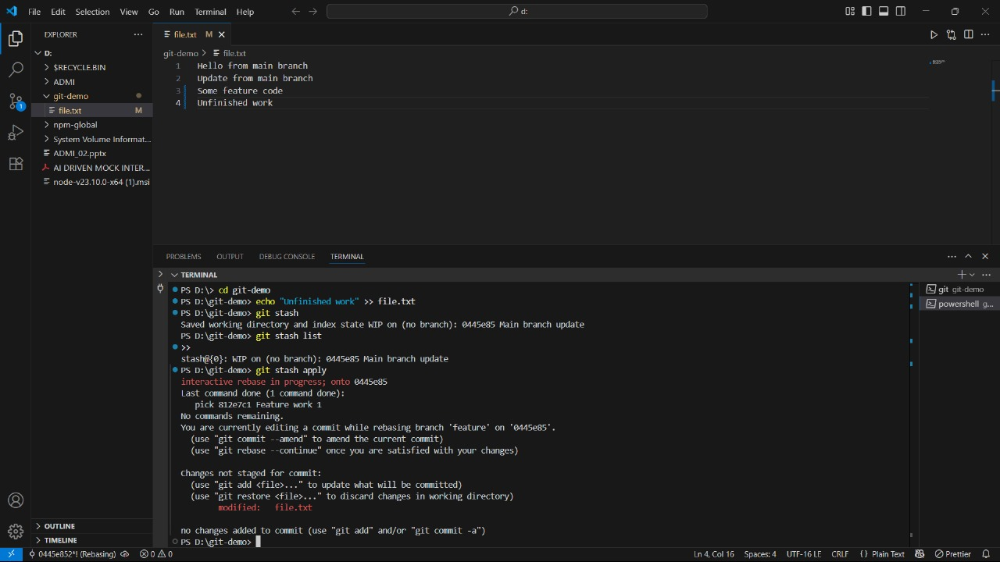 File Edit Selection View Go Run Terminal Help
d:
EXPLORER
D:
$RECYCLE.BIN
ADMI
git-demo
file.txt M
npm-global
System Volume Informat...
ADMI_02.pptx
AI DRIVEN MOCK INTER...
node-v23.10.0-x64 (1).msi
OUTLINE
TIMELINE
1
file.txt M
git-demo > file.txt
1 Hello from main branch
2 Update from main branch
3 Some feature code
4 Unfinished work
PROBLEMS OUTPUT DEBUG CONSOLE TERMINAL
TERMINAL
PS D:\> cd git-demo
PS D:\git-demo> echo "Unfinished work" >> file.txt
PS D:\git-demo> git stash
Saved working directory and index state WIP on (no branch): 0445e85 Main branch update
PS D:\git-demo> git stash list
>>
stash@{0}: WIP on (no branch): 0445e85 Main branch update
PS D:\git-demo> git stash apply
interactive rebase in progress; onto 0445e85
Last command done (1 command done):
pick 812e7c1 Feature work 1
No commands remaining.
You are currently editing a commit while rebasing branch 'feature' on '0445e85'.
(use "git commit --amend" to amend the current commit)
(use "git rebase --continue" once you are satisfied with your changes)
Changes not staged for commit:
(use "git add <file>..." to update what will be committed)
(use "git restore <file>..." to discard changes in working directory)
modified: file.txt
no changes added to commit (use "git add" and/or "git commit -a")
PS D:\git-demo>
git git-demo
powershell g...
0445e852*! (Rebasing) 0 0 Ln 4, Col 16 Spaces: 4 UTF-16 LE CRLF {} Plain Text Prettier